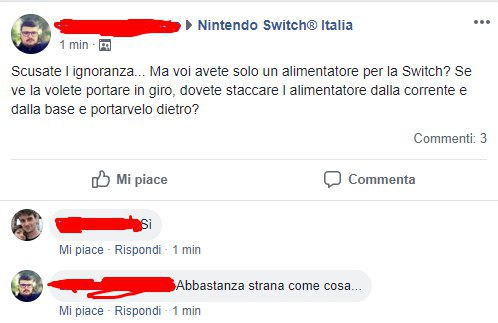 Nintendo Switch® Italia
1 min ·
Scusate l ignoranza... Ma voi avete solo un alimentatore per la Switch? Se
ve la volete portare in giro, dovete staccare l alimentatore dalla corrente e
dalla base e portarvelo dietro?
Commenti: 3
Mi piace Commenta
Sì
Mi piace · Rispondi · 1 min
Abbastanza strana come cosa...
Mi piace · Rispondi · 1 min